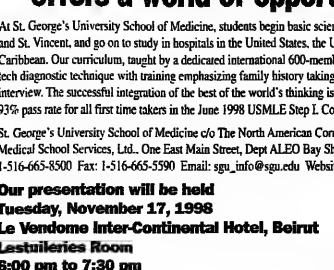 offers a world of oppor
At St. George's University School of Medicine, students begin basic scien
and St. Vincent, and go on to study in hospitals in the United States, the U
Caribbean. Our curriculum, taught by a dedicated international 600-memb
tech diagnostic technique with training emphasizing family history taking
interview. The successful integration of the best of the world's thinking is
93% pass rate for all first time takers in the June 1998 USMLE Step I. Co
St. George's University School of Medicine c/o The North American Corr
Medical School Services, Ltd.. One East Main Street, Dept ALEO Bay Sh
1-516-665-8500 Fax: 1-516-665-5590 Email: sgu_info@sgu.edu Websit
Our presentation will be held
Tuesday, November 17, 1998
Le Vendome Inter-Continental Hotel, Beirut
Lestuileries Room
6:00 pm to 7:30 pm